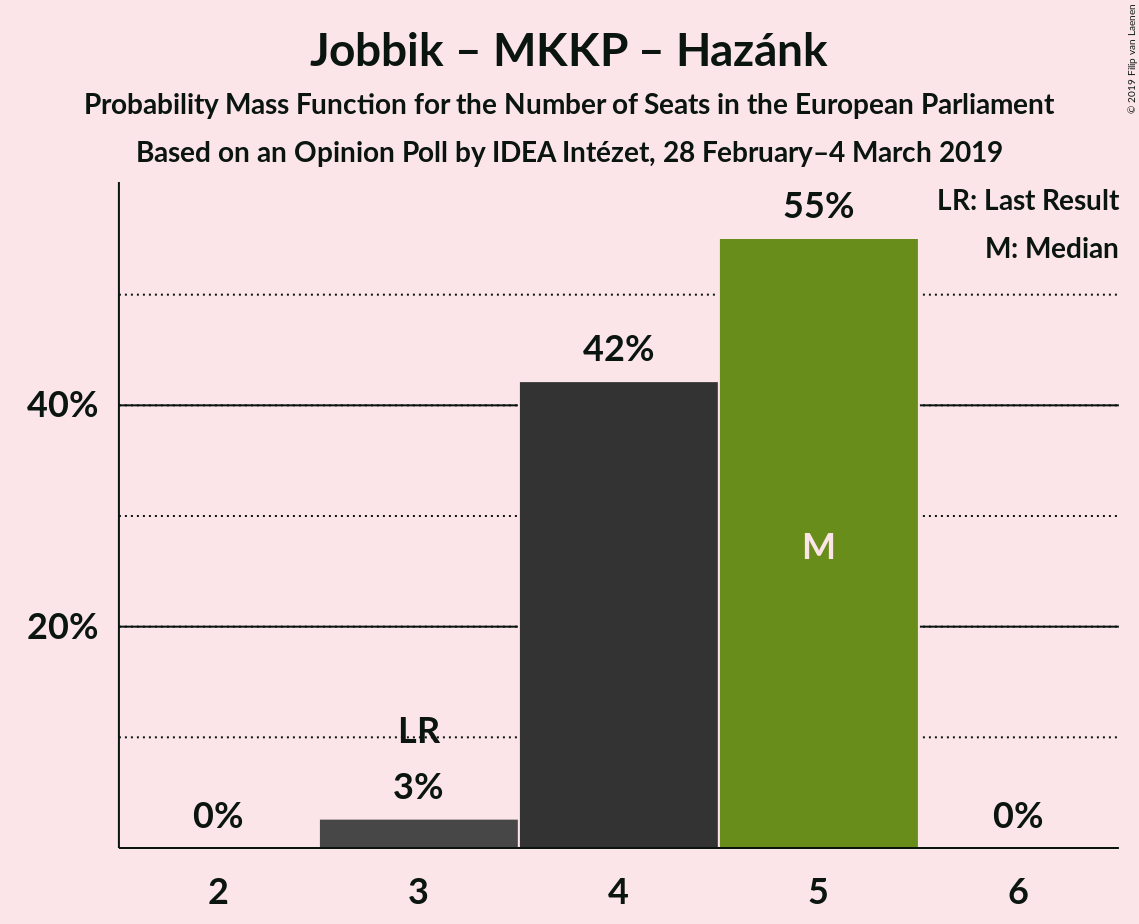 Jobbik – MKKP – Hazánk
Probability Mass Function for the Number of Seats in the European Parliament
Based on an Opinion Poll by IDEA Intézet, 28 February–4 March 2019
© 2019 Filip van Laenen
LR: Last Result
M: Median
55%
42%
40%
M
20%
LR
3%
0%
0%
2 3 4 5 6